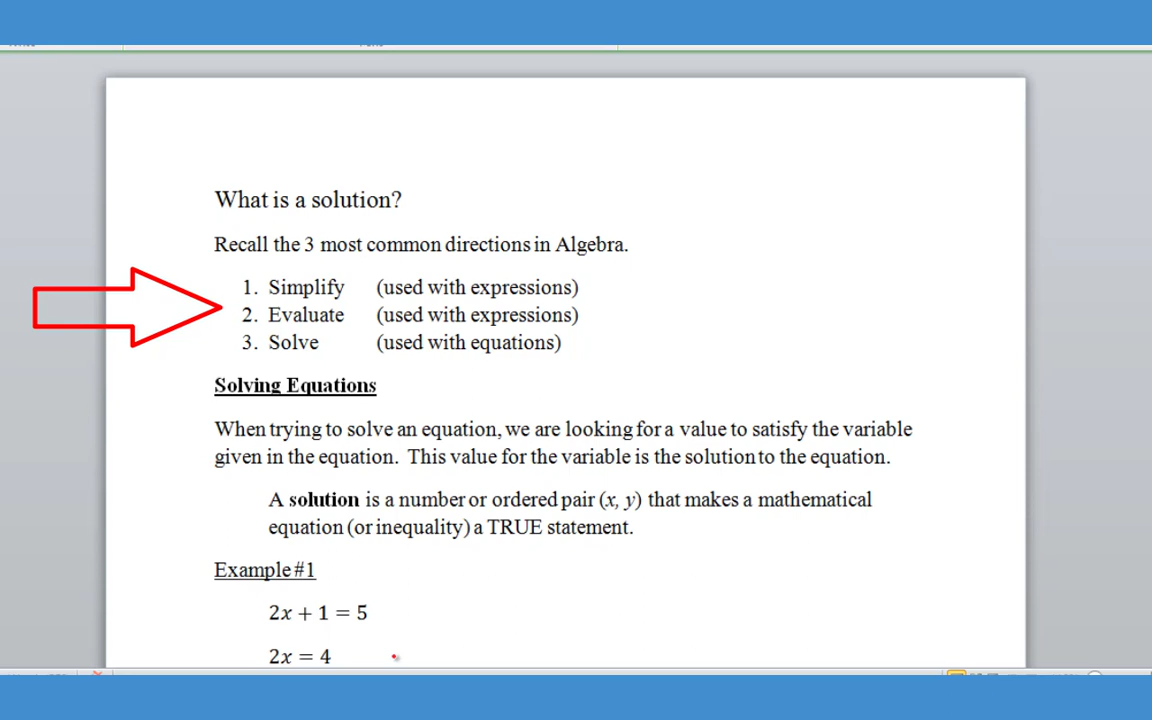 What is a solution?
Recall the 3 most common directions in Algebra.
1. Simplify (used with expressions)
2. Evaluate (used with expressions)
3. Solve (used with equations)
Solving Equations
When trying to solve an equation, we are looking for a value to satisfy the variable
given in the equation. This value for the variable is the solution to the equation.
A solution is a number or ordered pair (x, y) that makes a mathematical
equation (or inequality) a TRUE statement.
Example #1
2x + 1 = 5
2x = 4